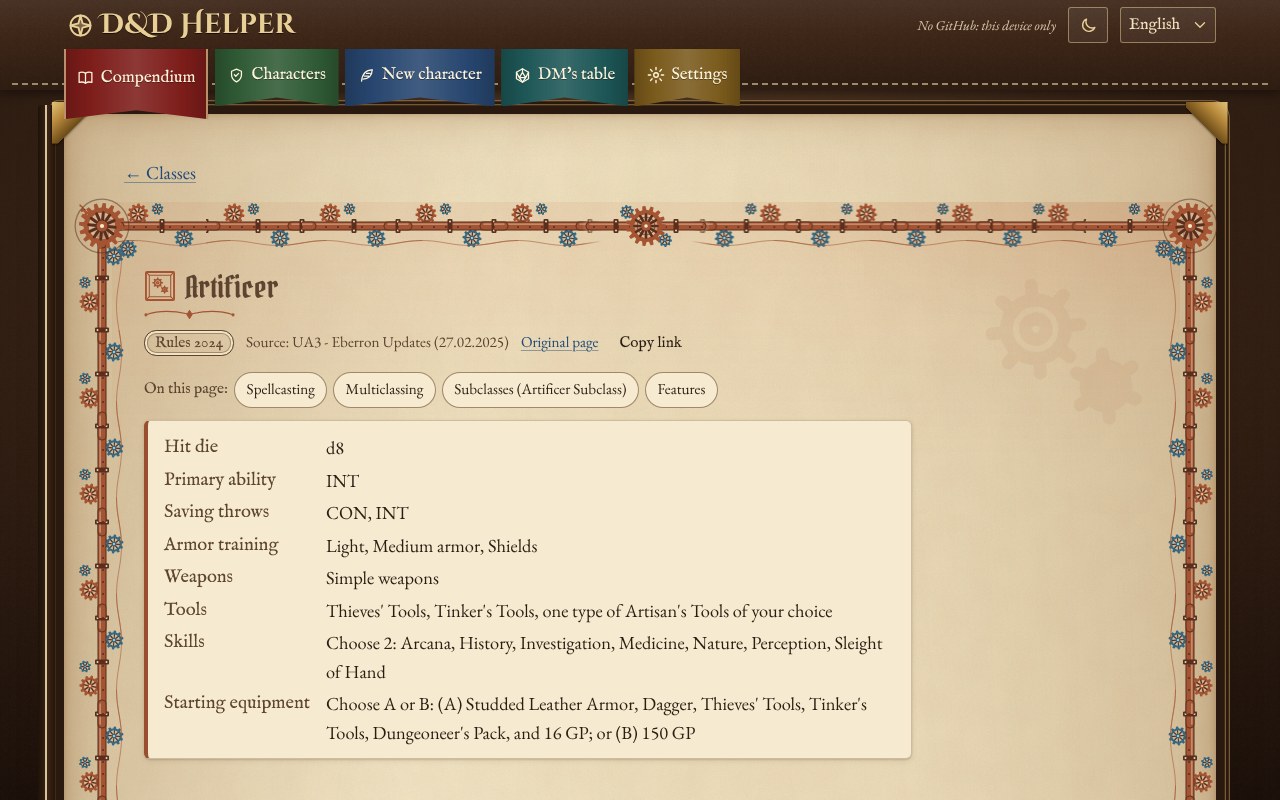 D&D Helper
No GitHub: this device only
English
Compendium
Characters
New character
DM's table
Settings
← Classes
Artificer
Rules 2024
Source: UA3 - Eberron Updates (27.02.2025)
Original page
Copy link
On this page:
Spellcasting
Multiclassing
Subclasses (Artificer Subclass)
Features
Hit die
d8
Primary ability
INT
Saving throws
CON, INT
Armor training
Light, Medium armor, Shields
Weapons
Simple weapons
Tools
Thieves' Tools, Tinker's Tools, one type of Artisan's Tools of your choice
Skills
Choose 2: Arcana, History, Investigation, Medicine, Nature, Perception, Sleight
of Hand
Starting equipment
Choose A or B: (A) Studded Leather Armor, Dagger, Thieves' Tools, Tinker's
Tools, Dungeoneer's Pack, and 16 GP; or (B) 150 GP